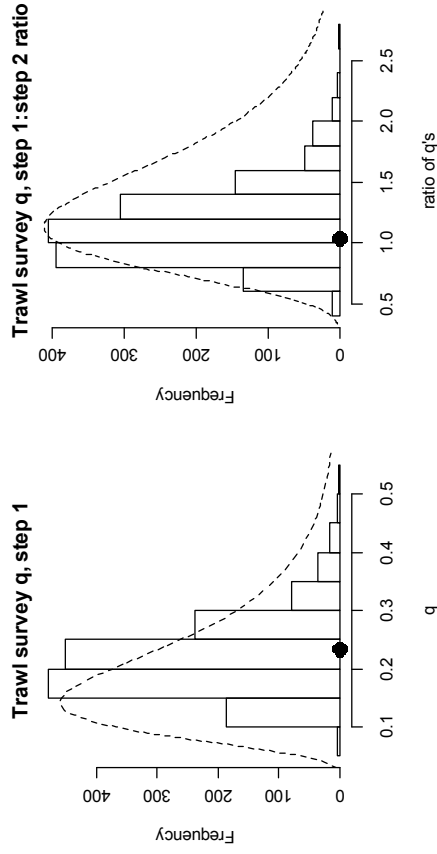 Trawl survey q, step 1
Frequency
0 100 200 300 400
0.1 0.2 0.3 0.4 0.5
q
Trawl survey q, step 1:step 2 ratio
Frequency
0 100 200 300 400
0.5 1.0 1.5 2.0 2.5
ratio of q's